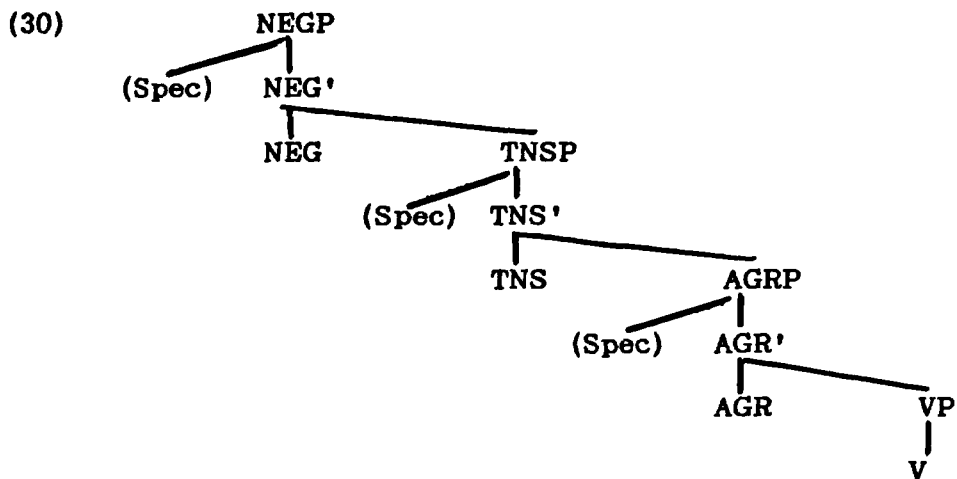 (30) NEGP
(Spec) NEG'
NEG TNSP
(Spec) TNS'
TNS AGRP
(Spec) AGR'
AGR VP
V